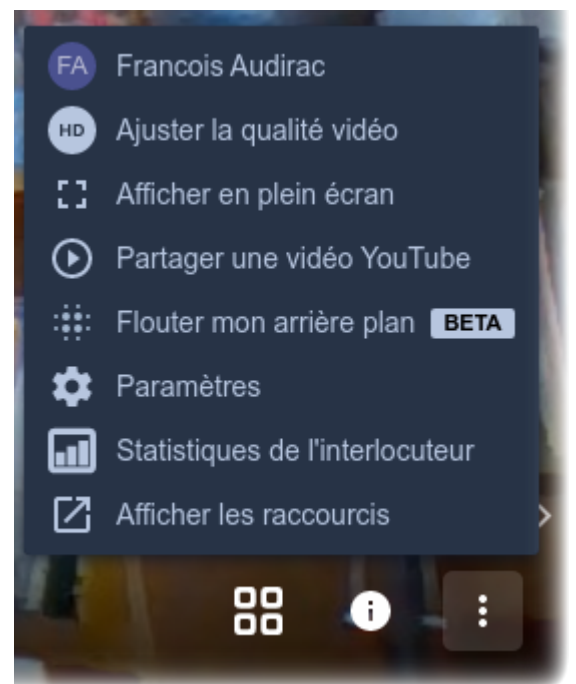 FA Francois Audirac
HD Ajuster la qualité vidéo
Afficher en plein écran
Partager une vidéo YouTube
Flouter mon arrière plan BETA
Paramètres
Statistiques de l'interlocuteur
Afficher les raccourcis